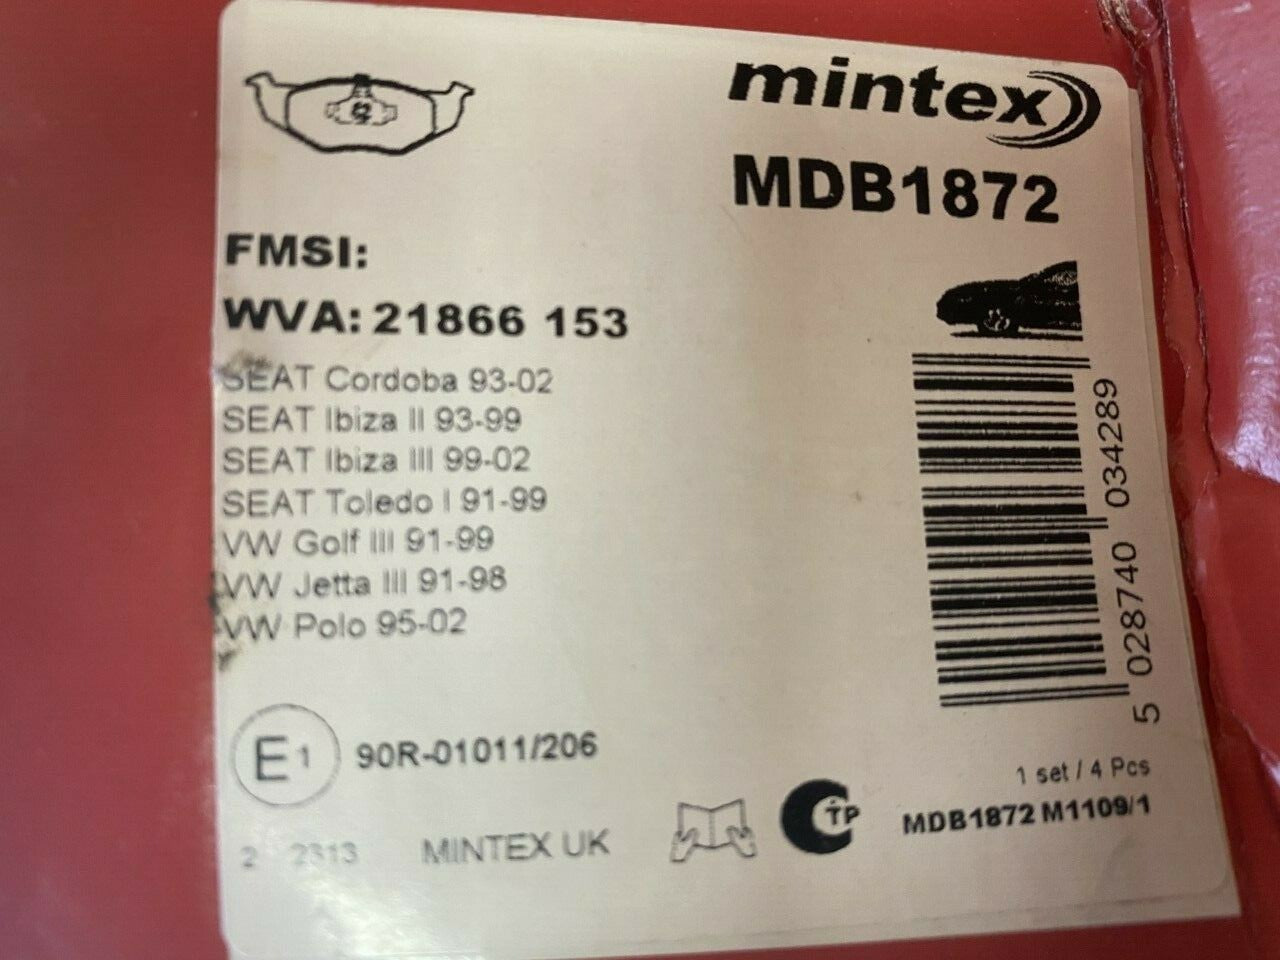 mintex
MDB1872
FMSI:
WVA: 21866 153
SEAT Cordoba 93-02
SEAT Ibiza II 93-99
SEAT Ibiza III 99-02
SEAT Toledo I 91-99
VW Golf III 91-99
VW Jetta III 91-98
VW Polo 95-02
5 028740 034289
E1 90R-01011/206
1 set / 4 Pcs
MDB1872 M1109/1
2 2313 MINTEX UK
CTP